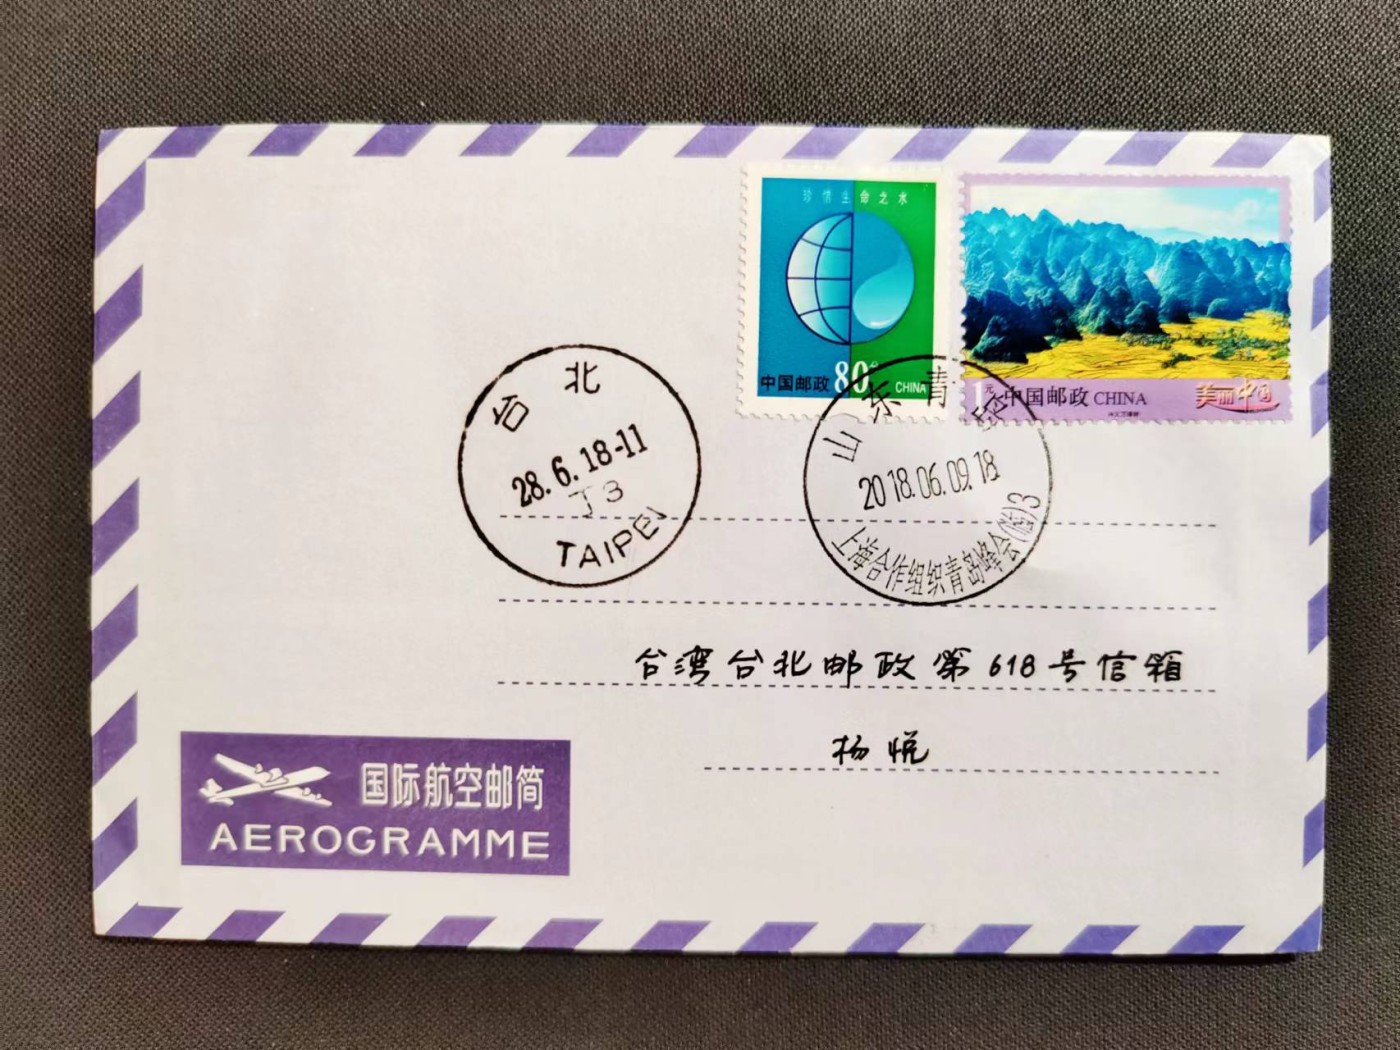 珍惜生命之水
中国邮政 80分 CHINA
1元 中国邮政 CHINA
美丽中国
山东青岛
2018.06.09.18
上海合作组织青岛峰会(临)3
台北
28.6.18-11
J3
TAIPEI
台湾台北邮政第618号信箱
杨悦
国际航空邮简
AEROGRAMME